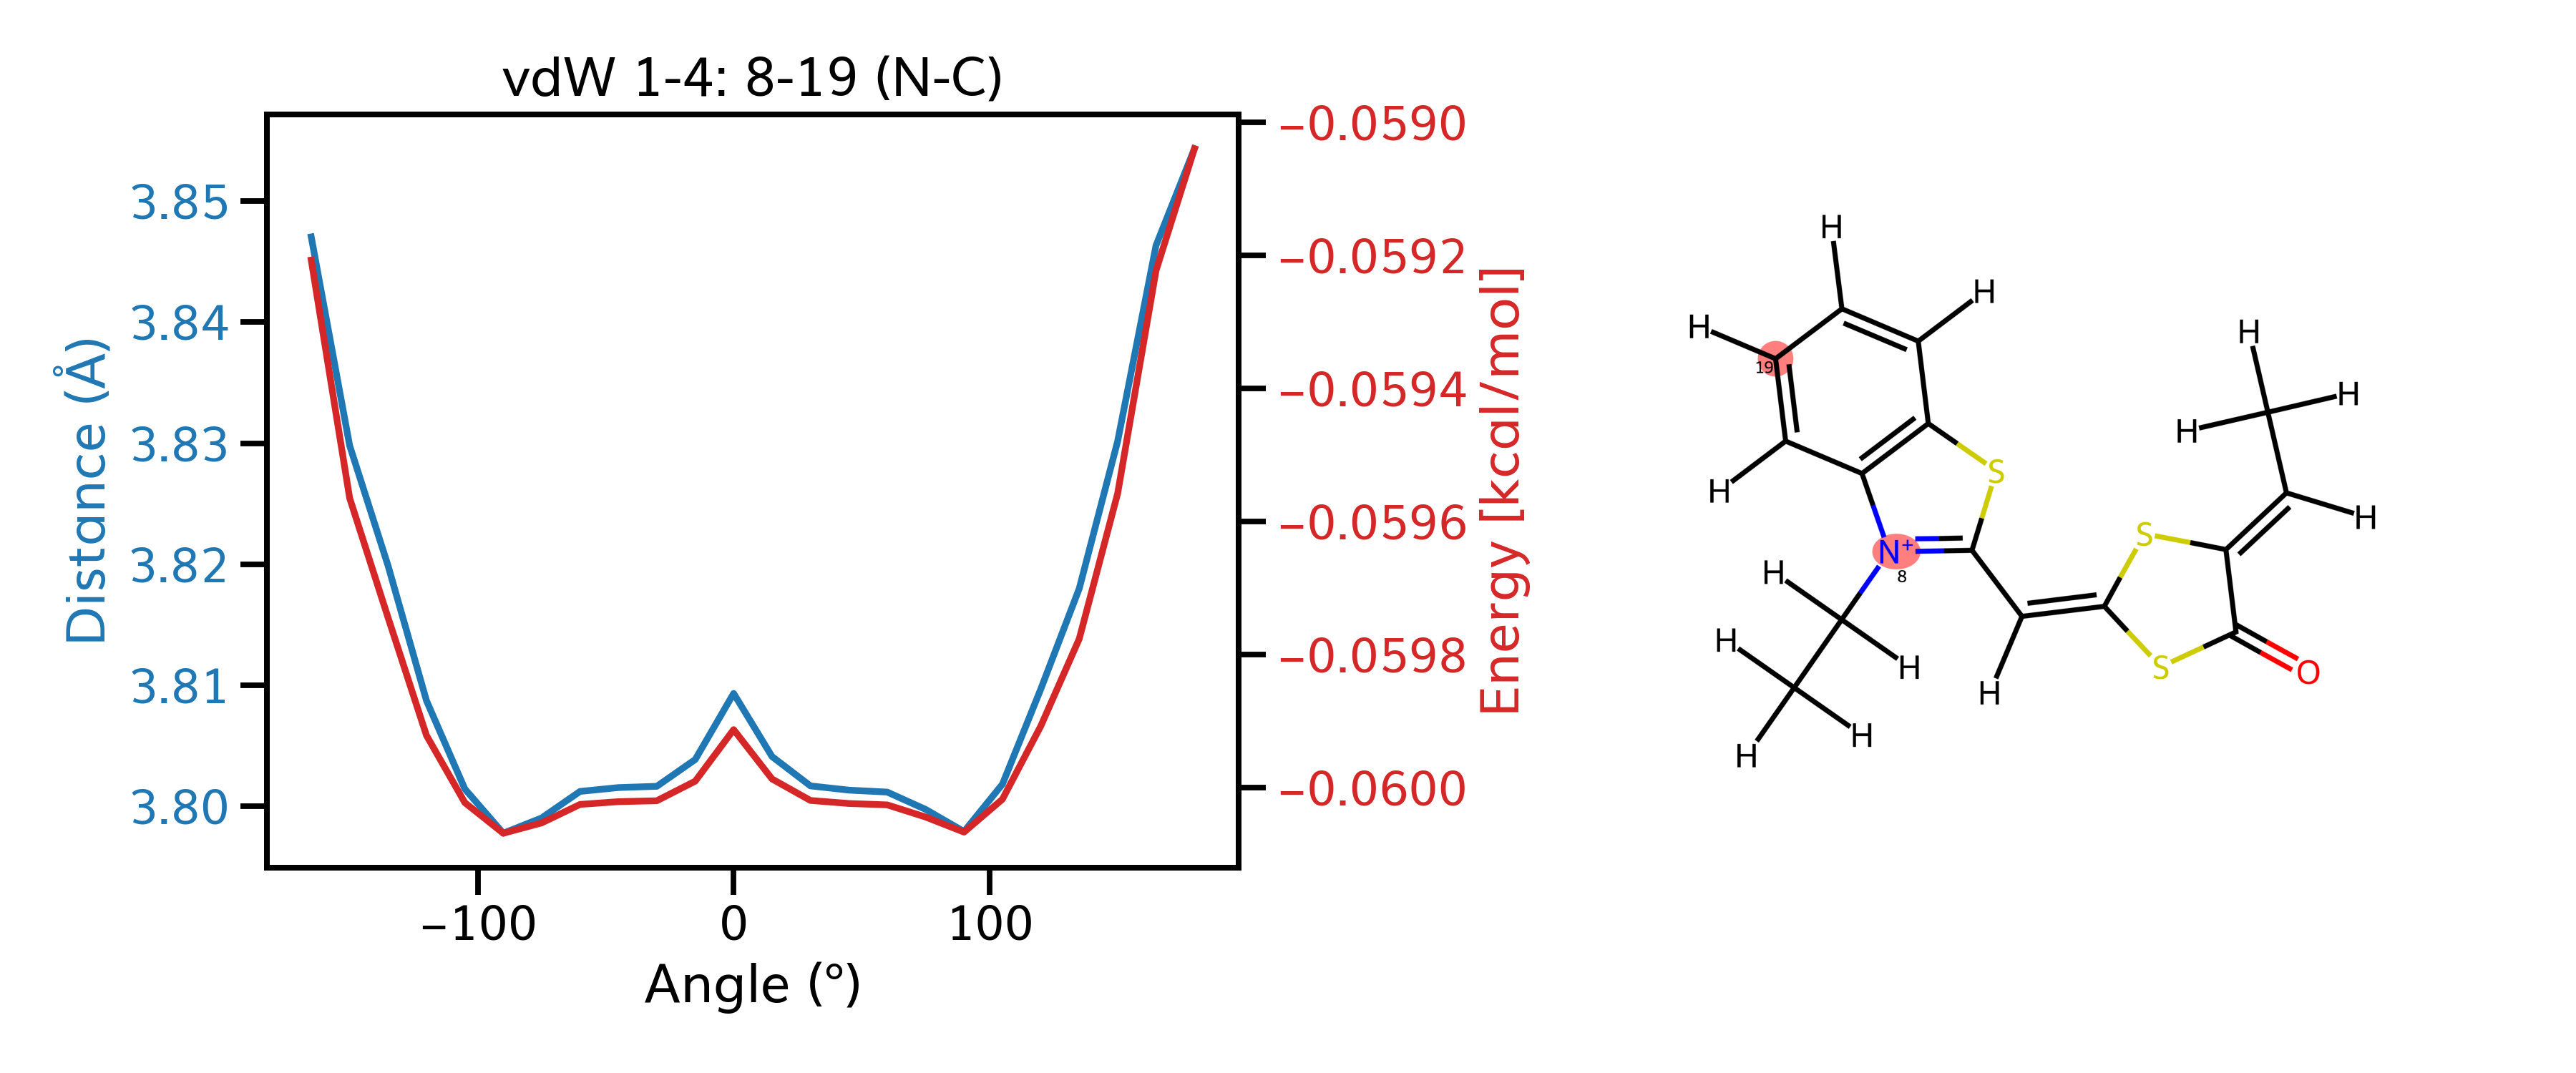 vdW 1-4: 8-19 (N-C)
Distance (Å)
3.85
3.84
3.83
3.82
3.81
3.80
−100
0
100
Angle (°)
−0.0590
−0.0592
−0.0594
−0.0596
−0.0598
−0.0600
Energy [kcal/mol]
H
H
H
H
H
19
H
H
S
H
H
S
N+
8
H
H
H
S
O
H
H
H